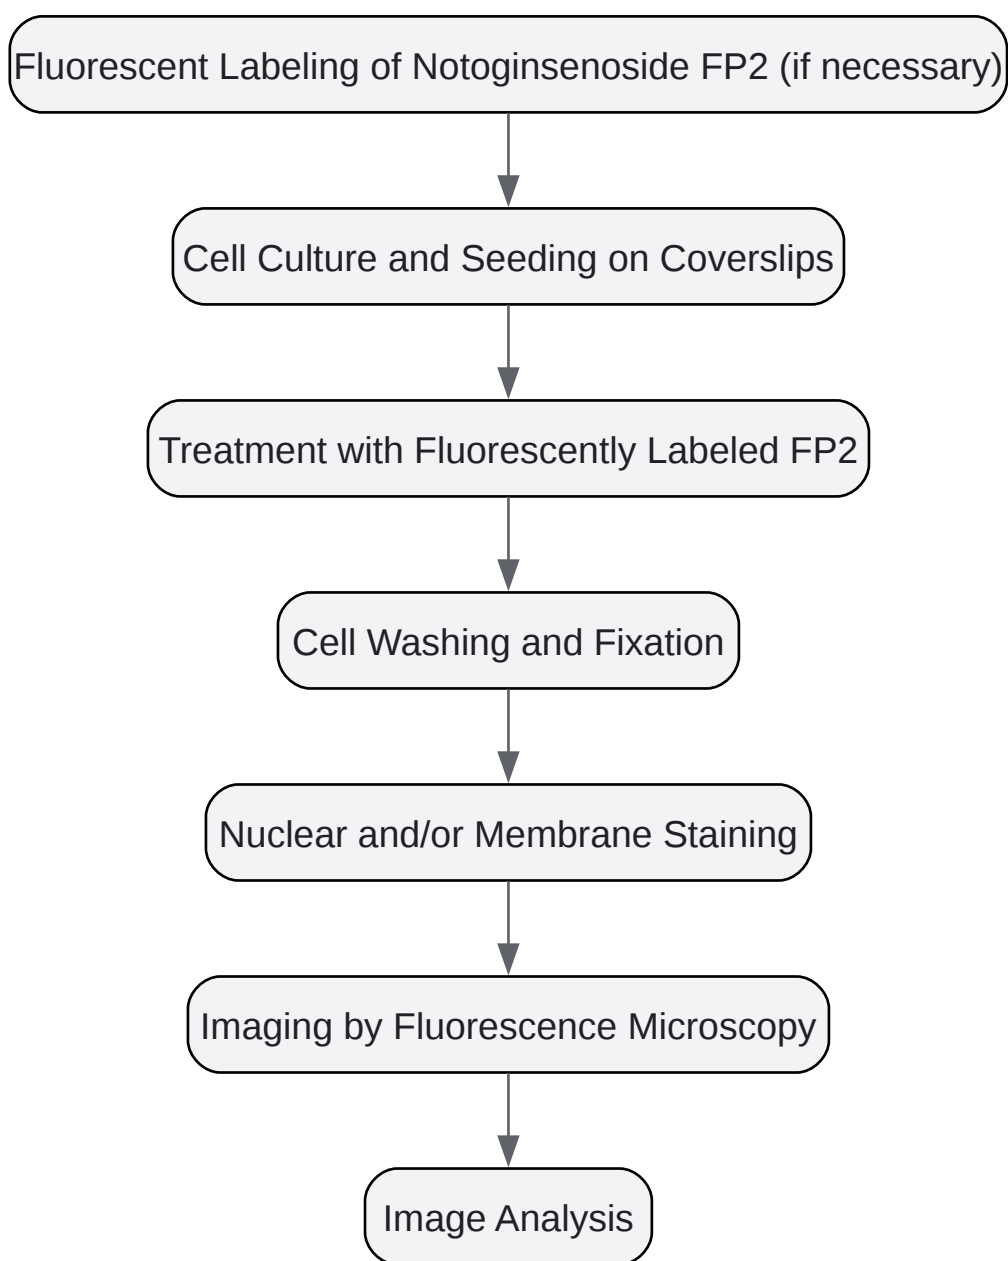 Fluorescent Labeling of Notoginsenoside FP2 (if necessary)
Cell Culture and Seeding on Coverslips
Treatment with Fluorescently Labeled FP2
Cell Washing and Fixation
Nuclear and/or Membrane Staining
Imaging by Fluorescence Microscopy
Image Analysis